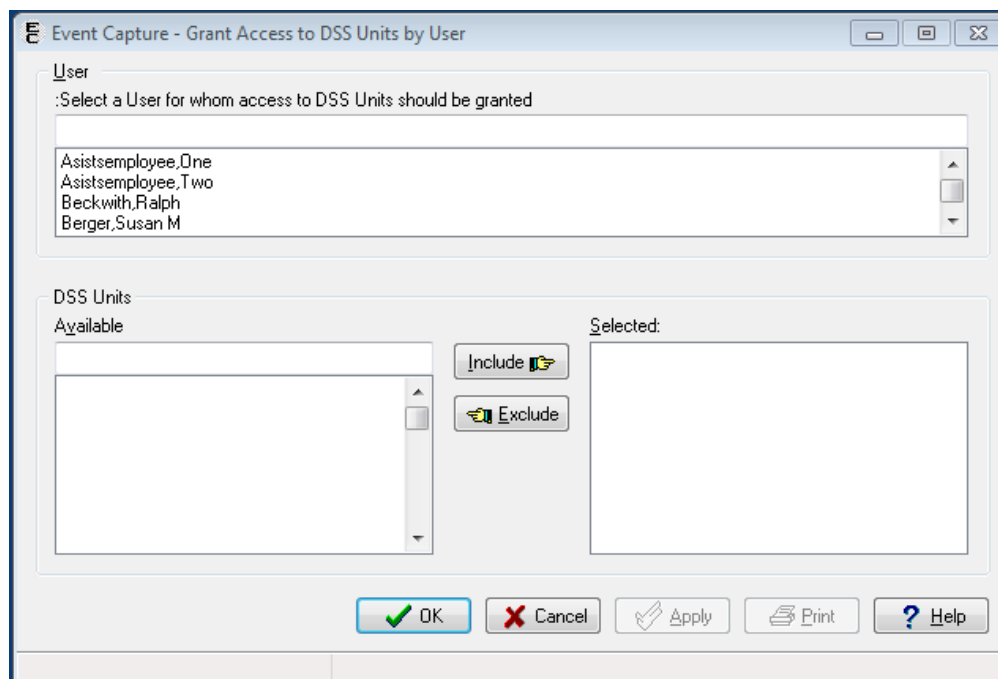 EC Event Capture - Grant Access to DSS Units by User
User
:Select a User for whom access to DSS Units should be granted
Asistsemployee,One
Asistsemployee,Two
Beckwith,Ralph
Berger,Susan M
DSS Units
Available
Selected:
Include
Exclude
OK Cancel Apply Print ? Help